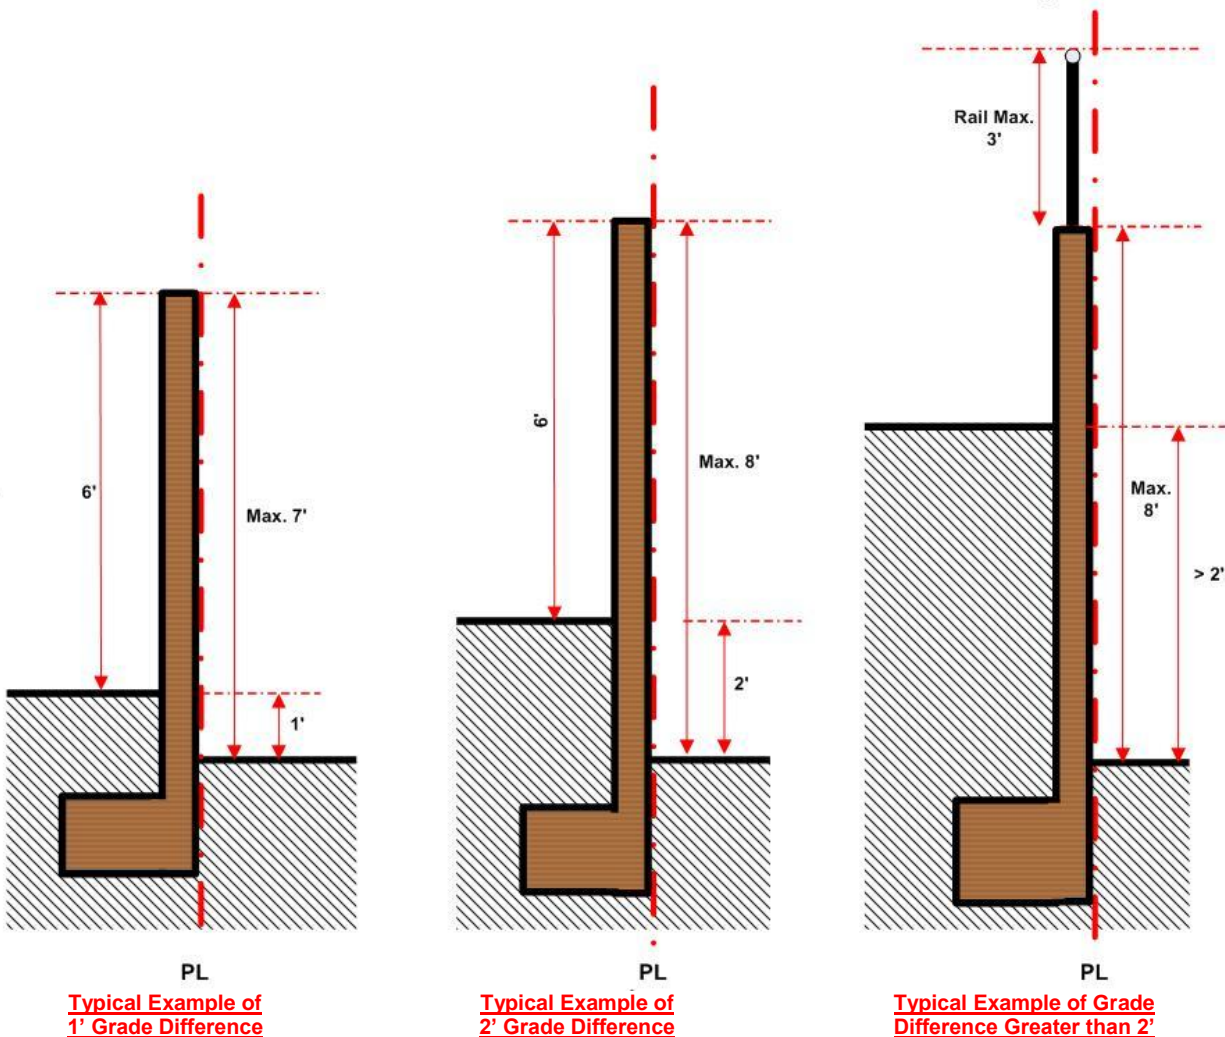 6'
Max. 7'
1'
PL
Typical Example of
1’ Grade Difference
6'
Max. 8'
2'
PL
Typical Example of
2’ Grade Difference
Rail Max.
3'
Max.
8'
> 2'
PL
Typical Example of Grade
Difference Greater than 2’